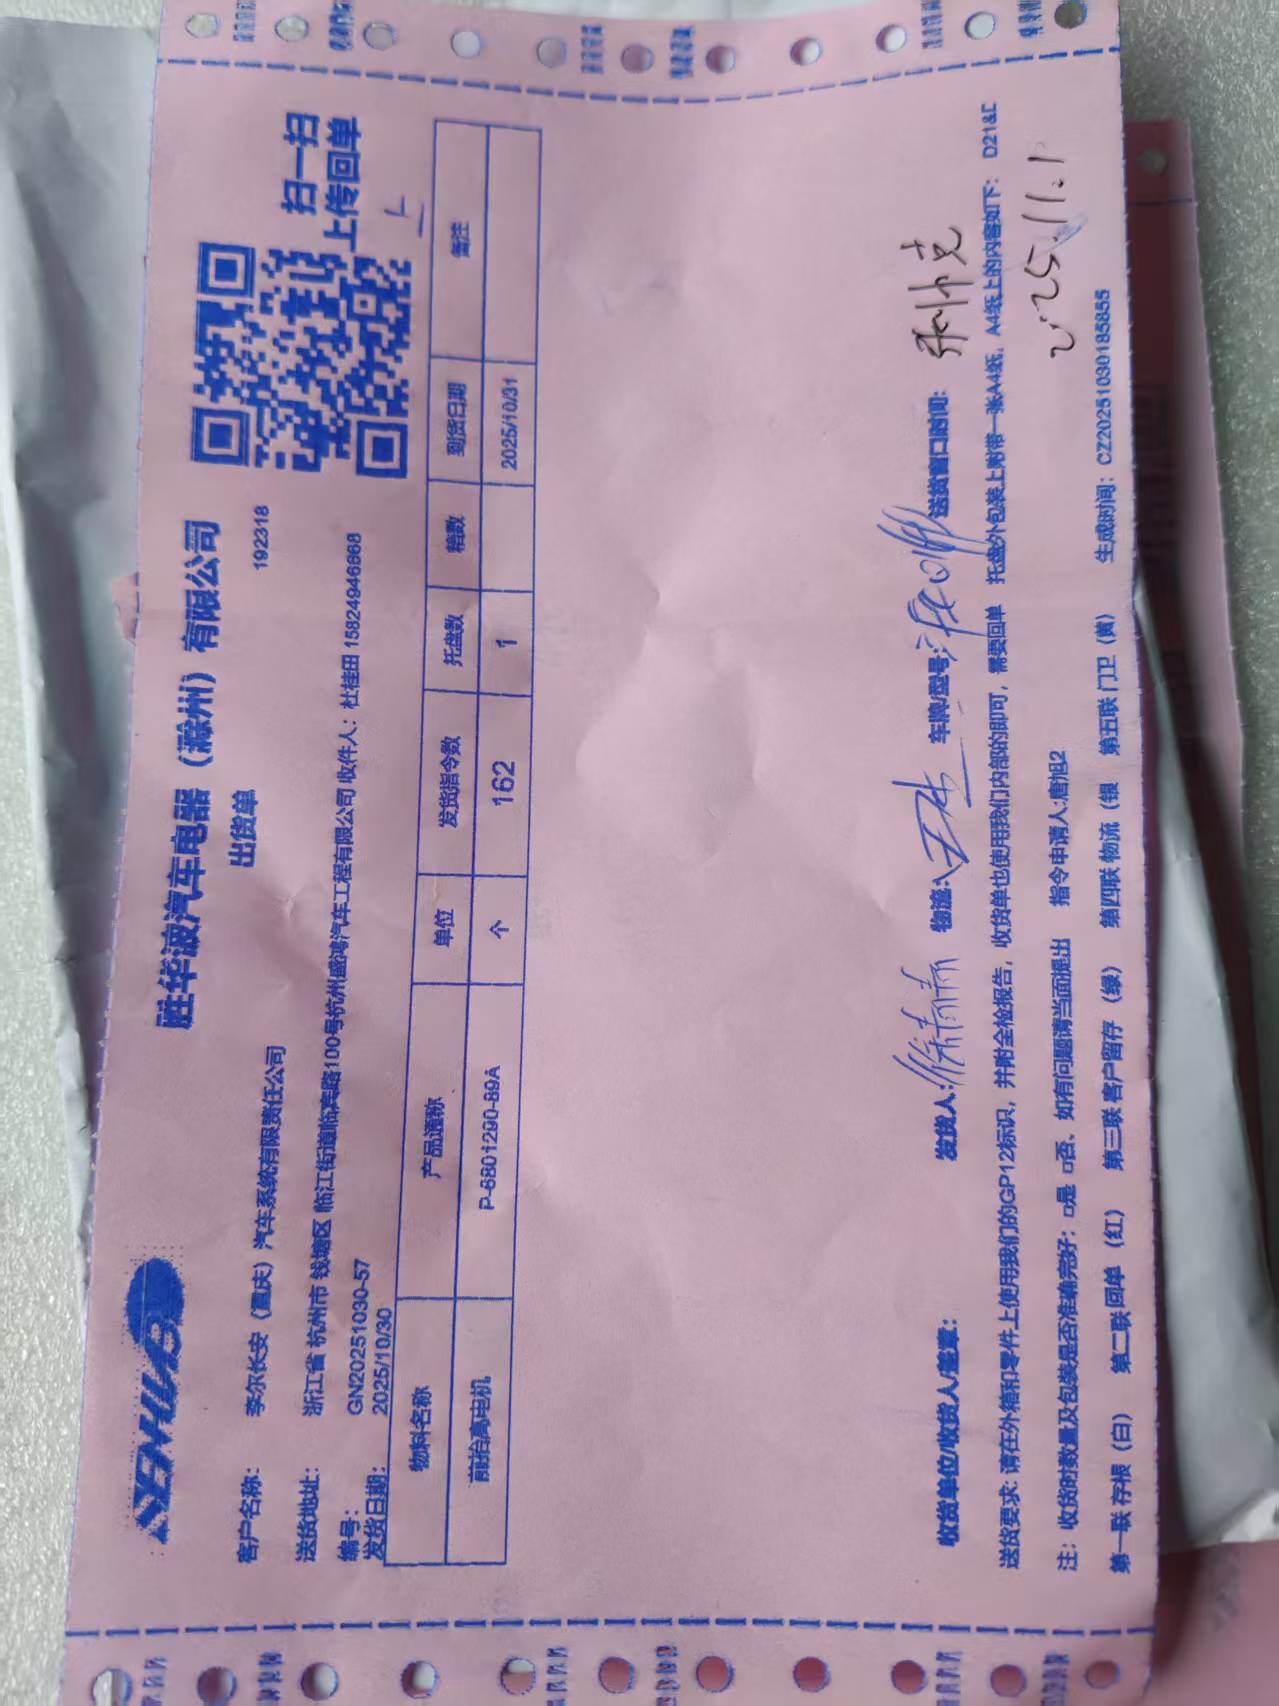 SENHWA
胜华波汽车电器（滁州）有限公司
出货单
192318
扫一扫
上传回单
客户名称： 李尔长安（重庆）汽车系统有限责任公司
送货地址： 浙江省 杭州市 钱塘区 临江街道临宾路100号杭州盛鸿汽车工程有限公司 收件人：杜桂田 15824946668
编号： GN20251030-57
发货日期： 2025/10/30
物料名称 产品通称 单位 发货指令数 托盘数 箱数 到货日期 备注
前抬高电机 P-6801290-89A 个 162 1 2025/10/31
收货单位/收货人/签章： 发货人： 物流： 车牌/型号： 送货窗口时间：
送货要求: 请在外箱和零件上使用我们的GP12标识，并附全检报告，收货单也使用我们内部的即可，需要回单 托盘外包装上附带一张A4纸，A4纸上的内容如下： D21&C
2025.11.1
注：收货时数量及包装是否准确完好：□是 □否、如有问题请当面提出 指令申请人:唐旭2 生成时间：CZ20251030185855
第一联 存根（白） 第二联 回单（红） 第三联 客户留存（绿） 第四联 物流（银 第五联 门卫（黄）